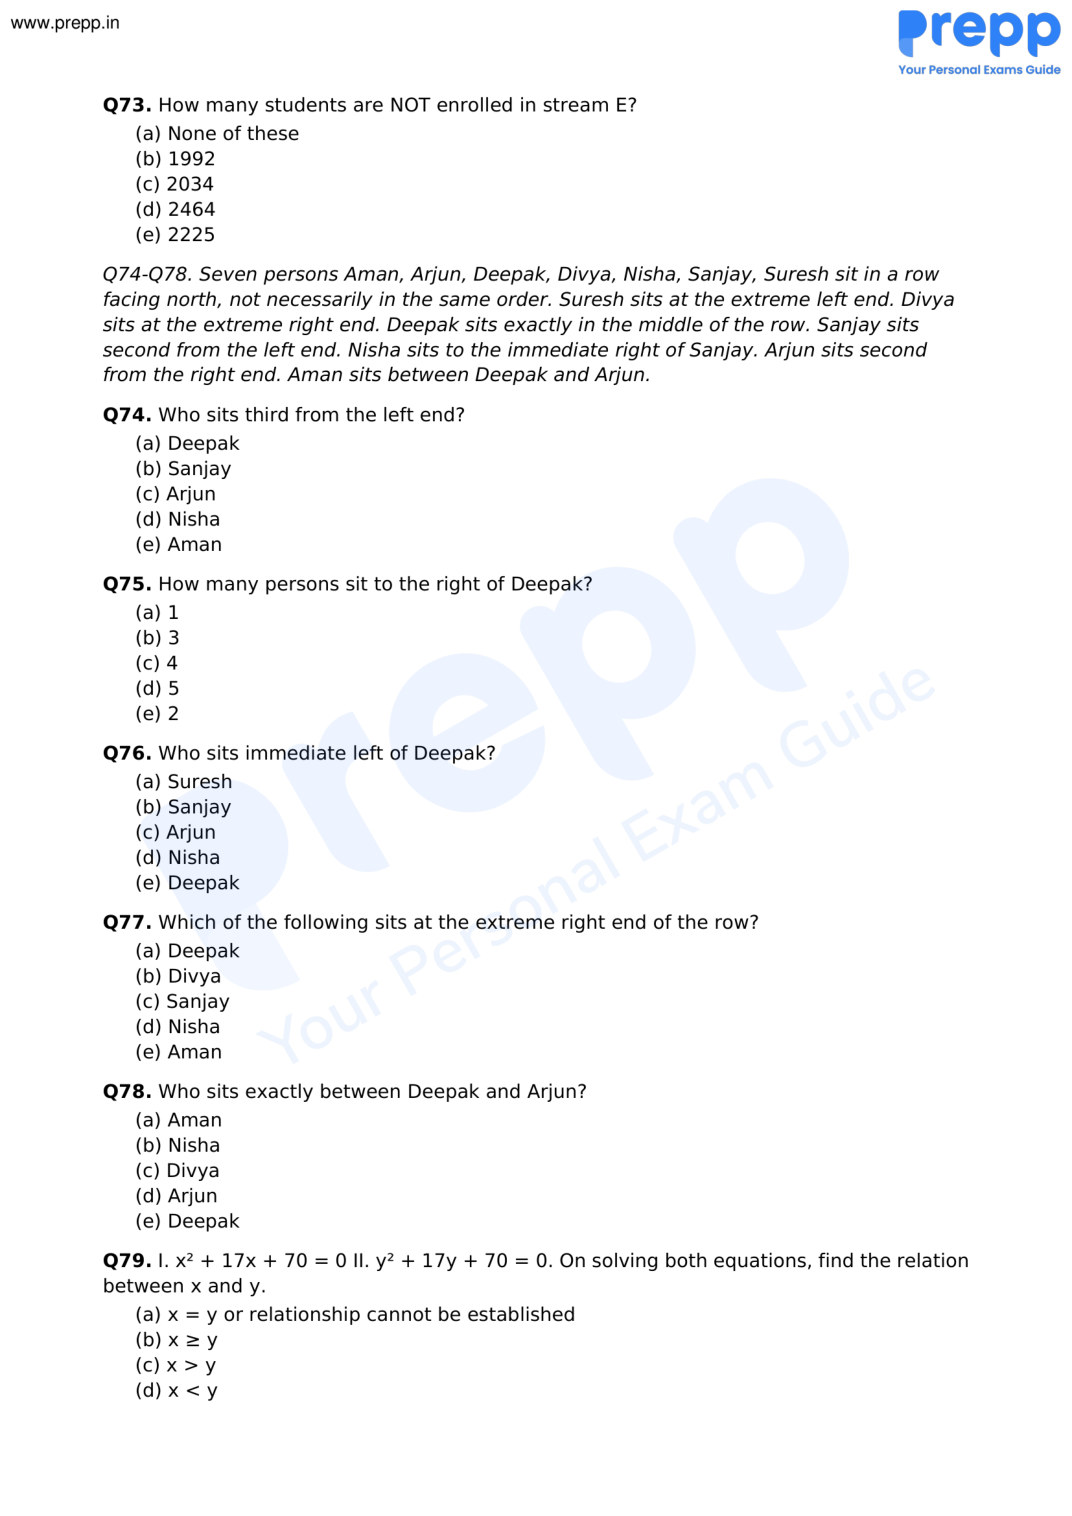 www.prepp.in
Prepp
Your Personal Exams Guide
Q73. How many students are NOT enrolled in stream E?
(a) None of these
(b) 1992
(c) 2034
(d) 2464
(e) 2225
Q74-Q78. Seven persons Aman, Arjun, Deepak, Divya, Nisha, Sanjay, Suresh sit in a row
facing north, not necessarily in the same order. Suresh sits at the extreme left end. Divya
sits at the extreme right end. Deepak sits exactly in the middle of the row. Sanjay sits
second from the left end. Nisha sits to the immediate right of Sanjay. Arjun sits second
from the right end. Aman sits between Deepak and Arjun.
Q74. Who sits third from the left end?
(a) Deepak
(b) Sanjay
(c) Arjun
(d) Nisha
(e) Aman
Q75. How many persons sit to the right of Deepak?
(a) 1
(b) 3
(c) 4
(d) 5
(e) 2
Q76. Who sits immediate left of Deepak?
(a) Suresh
(b) Sanjay
(c) Arjun
(d) Nisha
(e) Deepak
Q77. Which of the following sits at the extreme right end of the row?
(a) Deepak
(b) Divya
(c) Sanjay
(d) Nisha
(e) Aman
Q78. Who sits exactly between Deepak and Arjun?
(a) Aman
(b) Nisha
(c) Divya
(d) Arjun
(e) Deepak
Q79. I. x² + 17x + 70 = 0 II. y² + 17y + 70 = 0. On solving both equations, find the relation
between x and y.
(a) x = y or relationship cannot be established
(b) x ≥ y
(c) x > y
(d) x < y
Prepp
Your Personal Exam Guide